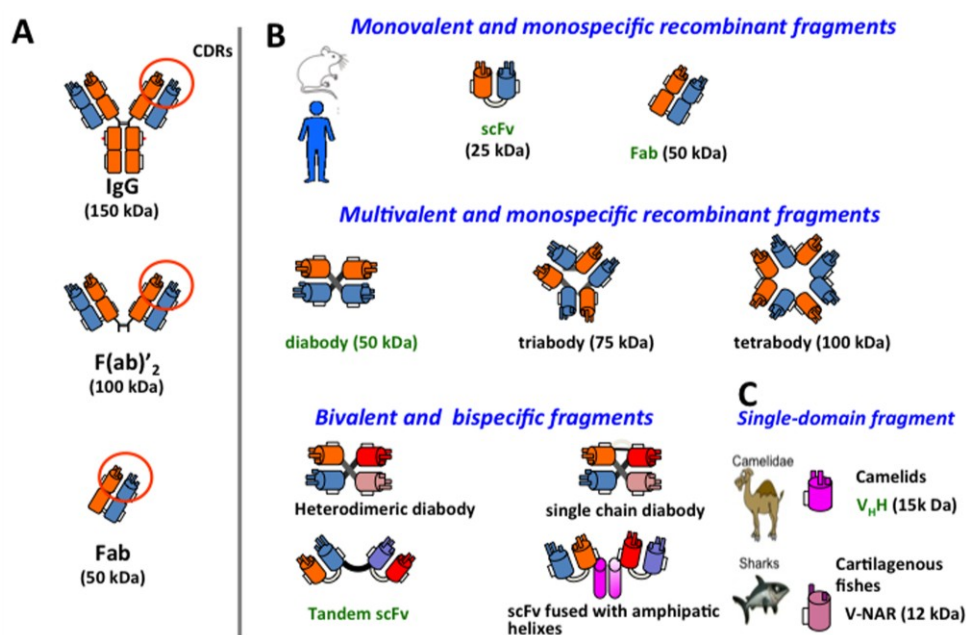 A
CDRs
IgG
(150 kDa)
F(ab)'2
(100 kDa)
Fab
(50 kDa)
B
Monovalent and monospecific recombinant fragments
scFv
(25 kDa)
Fab (50 kDa)
Multivalent and monospecific recombinant fragments
diabody (50 kDa)
triabody (75 kDa)
tetrabody (100 kDa)
Bivalent and bispecific fragments
Heterodimeric diabody
single chain diabody
Tandem scFv
scFv fused with amphipatic
helixes
C
Single-domain fragment
Camelidae
Camelids
VHH (15k Da)
Sharks
Cartilagenous
fishes
V-NAR (12 kDa)